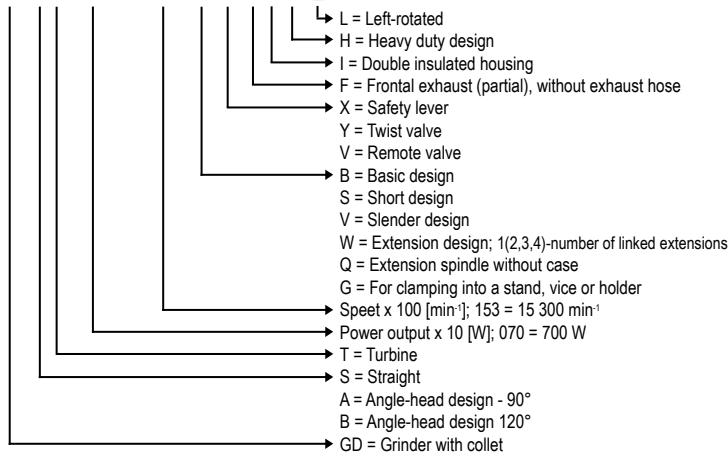 L = Left-rotated
H = Heavy duty design
I = Double insulated housing
F = Frontal exhaust (partial), without exhaust hose
X = Safety lever
Y = Twist valve
V = Remote valve
B = Basic design
S = Short design
V = Slender design
W = Extension design; 1(2,3,4)-number of linked extensions
Q = Extension spindle without case
G = For clamping into a stand, vice or holder
Speet x 100 [min⁻¹]; 153 = 15 300 min⁻¹
Power output x 10 [W]; 070 = 700 W
T = Turbine
S = Straight
A = Angle-head design - 90°
B = Angle-head design 120°
GD = Grinder with collet